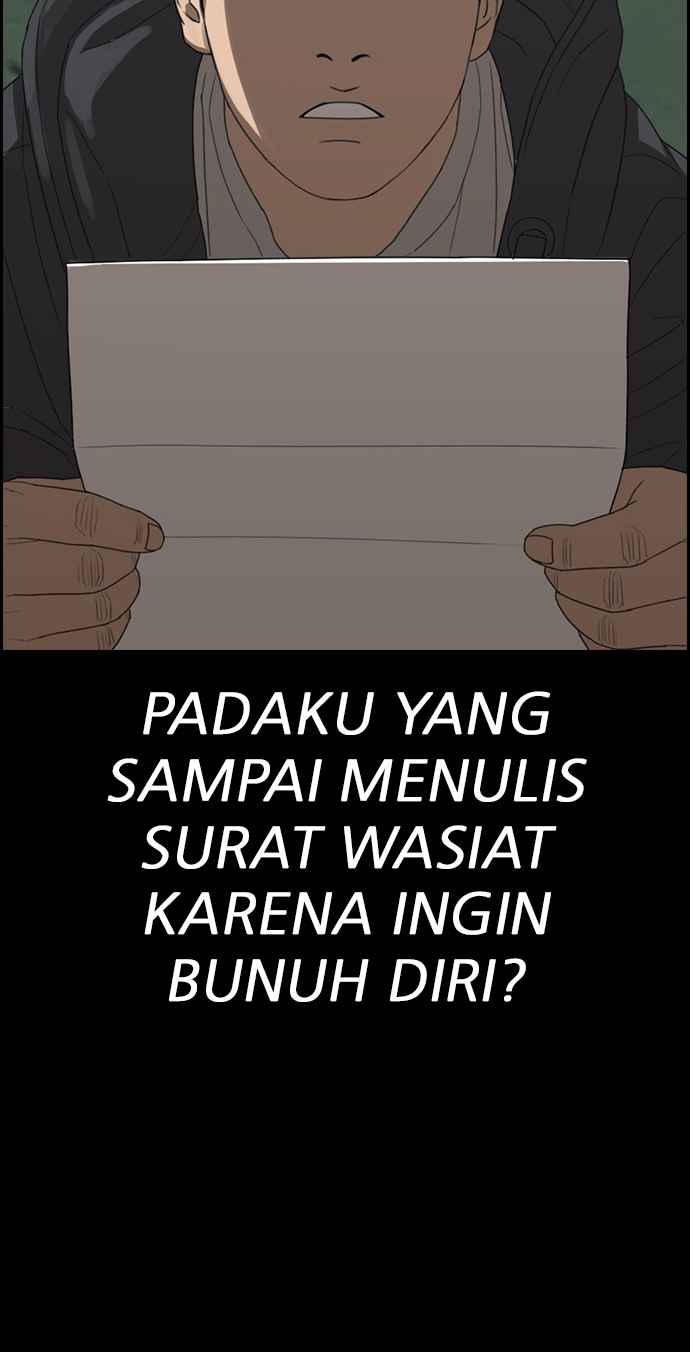 PADAKU YANG
SAMPAI MENULIS
SURAT WASIAT
KARENA INGIN
BUNUH DIRI?